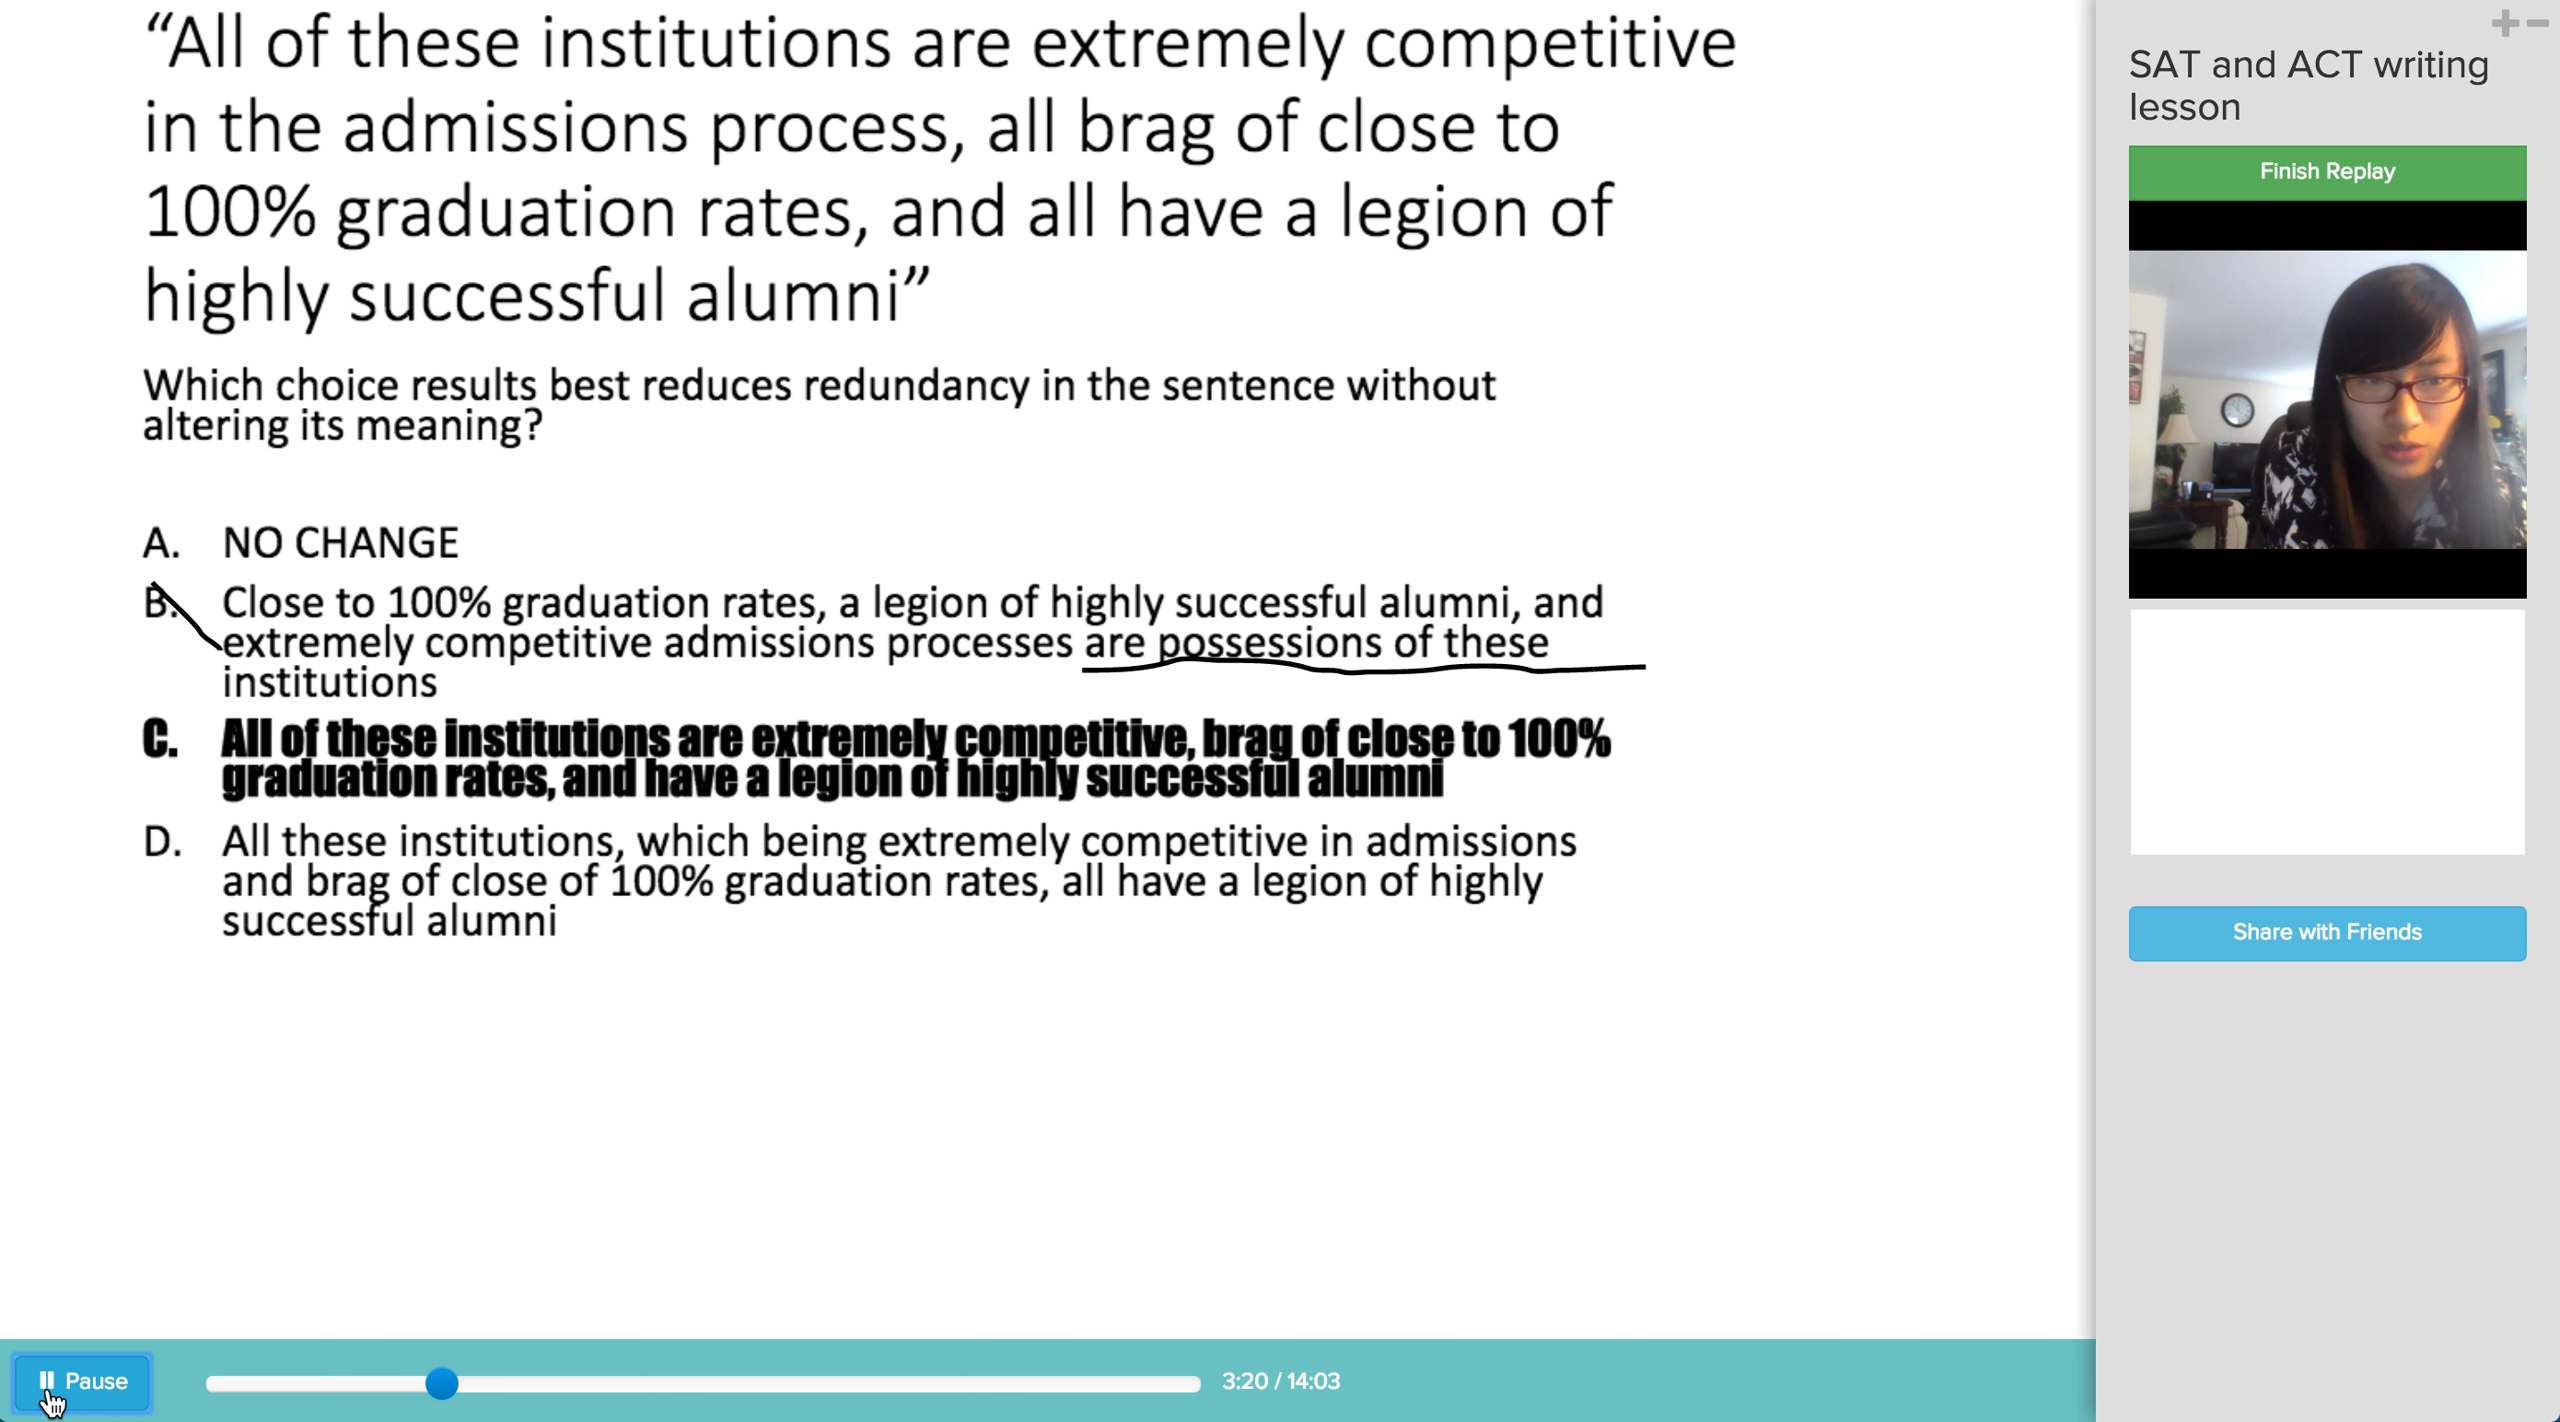 “All of these institutions are extremely competitive
in the admissions process, all brag of close to
100% graduation rates, and all have a legion of
highly successful alumni”
Which choice results best reduces redundancy in the sentence without
altering its meaning?
A. NO CHANGE
B. Close to 100% graduation rates, a legion of highly successful alumni, and
extremely competitive admissions processes are possessions of these
institutions
C. All of these institutions are extremely competitive, brag of close to 100%
graduation rates, and have a legion of highly successful alumni
D. All these institutions, which being extremely competitive in admissions
and brag of close of 100% graduation rates, all have a legion of highly
successful alumni
Pause
3:20 / 14:03
SAT and ACT writing
lesson
Finish Replay
Share with Friends